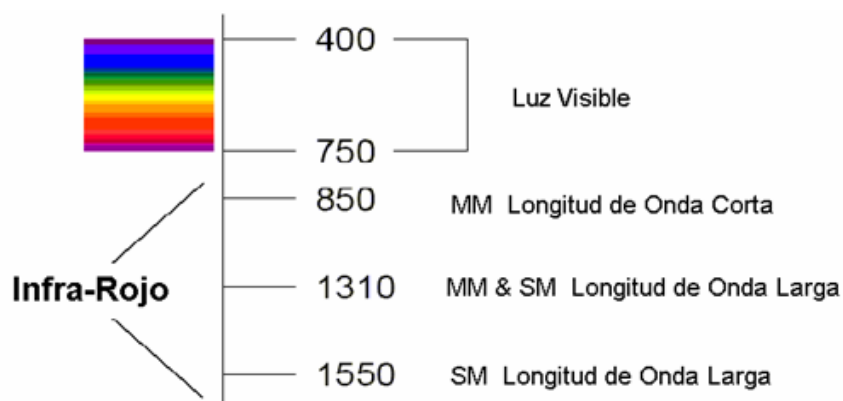 400
Luz Visible
750
850 MM Longitud de Onda Corta
Infra-Rojo
1310 MM & SM Longitud de Onda Larga
1550 SM Longitud de Onda Larga